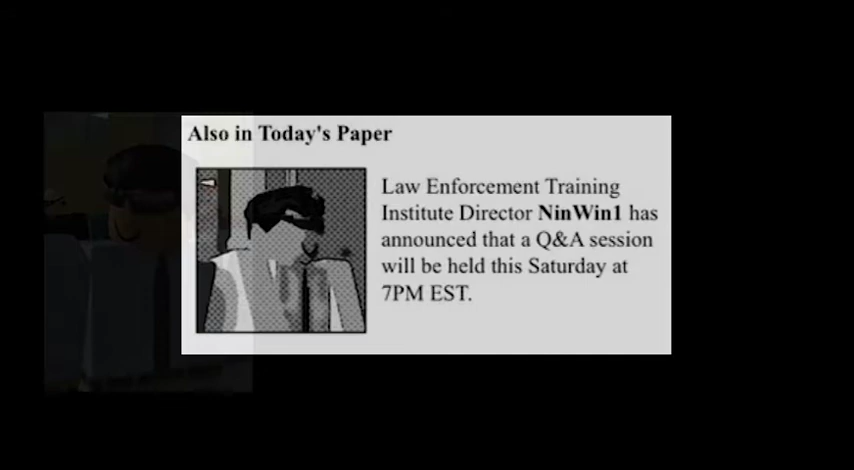 Also in Today's Paper
Law Enforcement Training
Institute Director NinWin1 has
announced that a Q&A session
will be held this Saturday at
7PM EST.